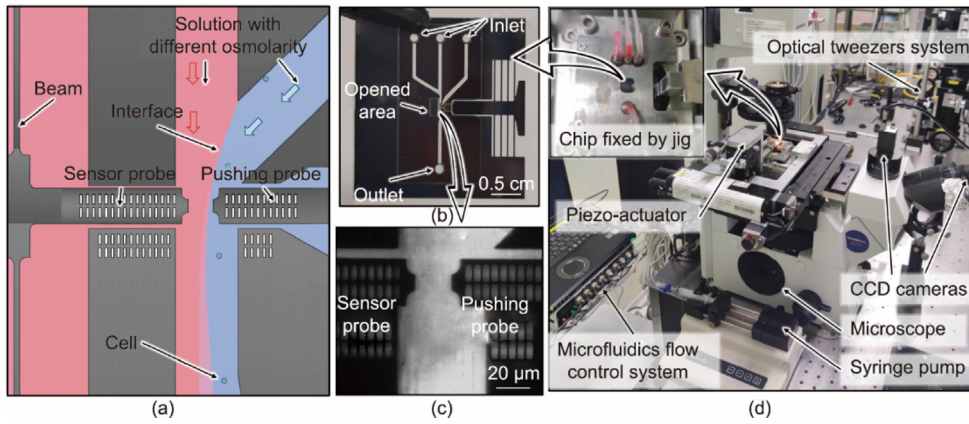 Solution with
different osmolarity
Beam
Interface
Sensor probe
Pushing probe
Cell
(a)
Inlet
Opened
area
Outlet
0.5 cm
(b)
Sensor
probe
Pushing
probe
20 μm
(c)
Optical tweezers system
Chip fixed by jig
Piezo-actuator
CCD cameras
Microscope
Microfluidics flow
control system
Syringe pump
(d)